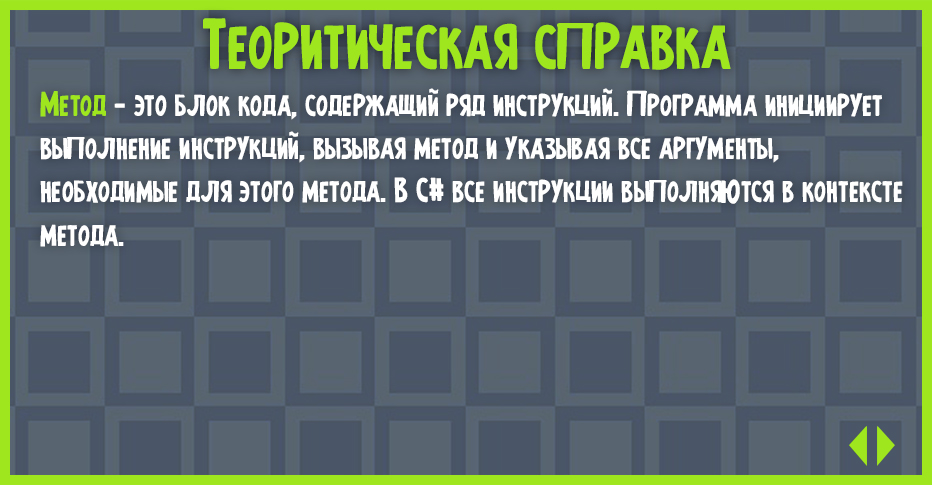 Теоритическая справка
Метод - это блок кода, содержащий ряд инструкций. Программа инициирует
выполнение инструкций, вызывая метод и указывая все аргументы,
необходимые для этого метода. В C# все инструкции выполняются в контексте
метода.